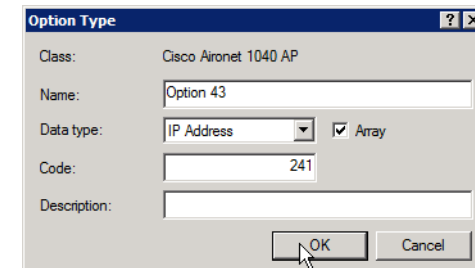 Option Type
Class: Cisco Aironet 1040 AP
Name: Option 43
Data type: IP Address Array
Code: 241
Description:
OK Cancel